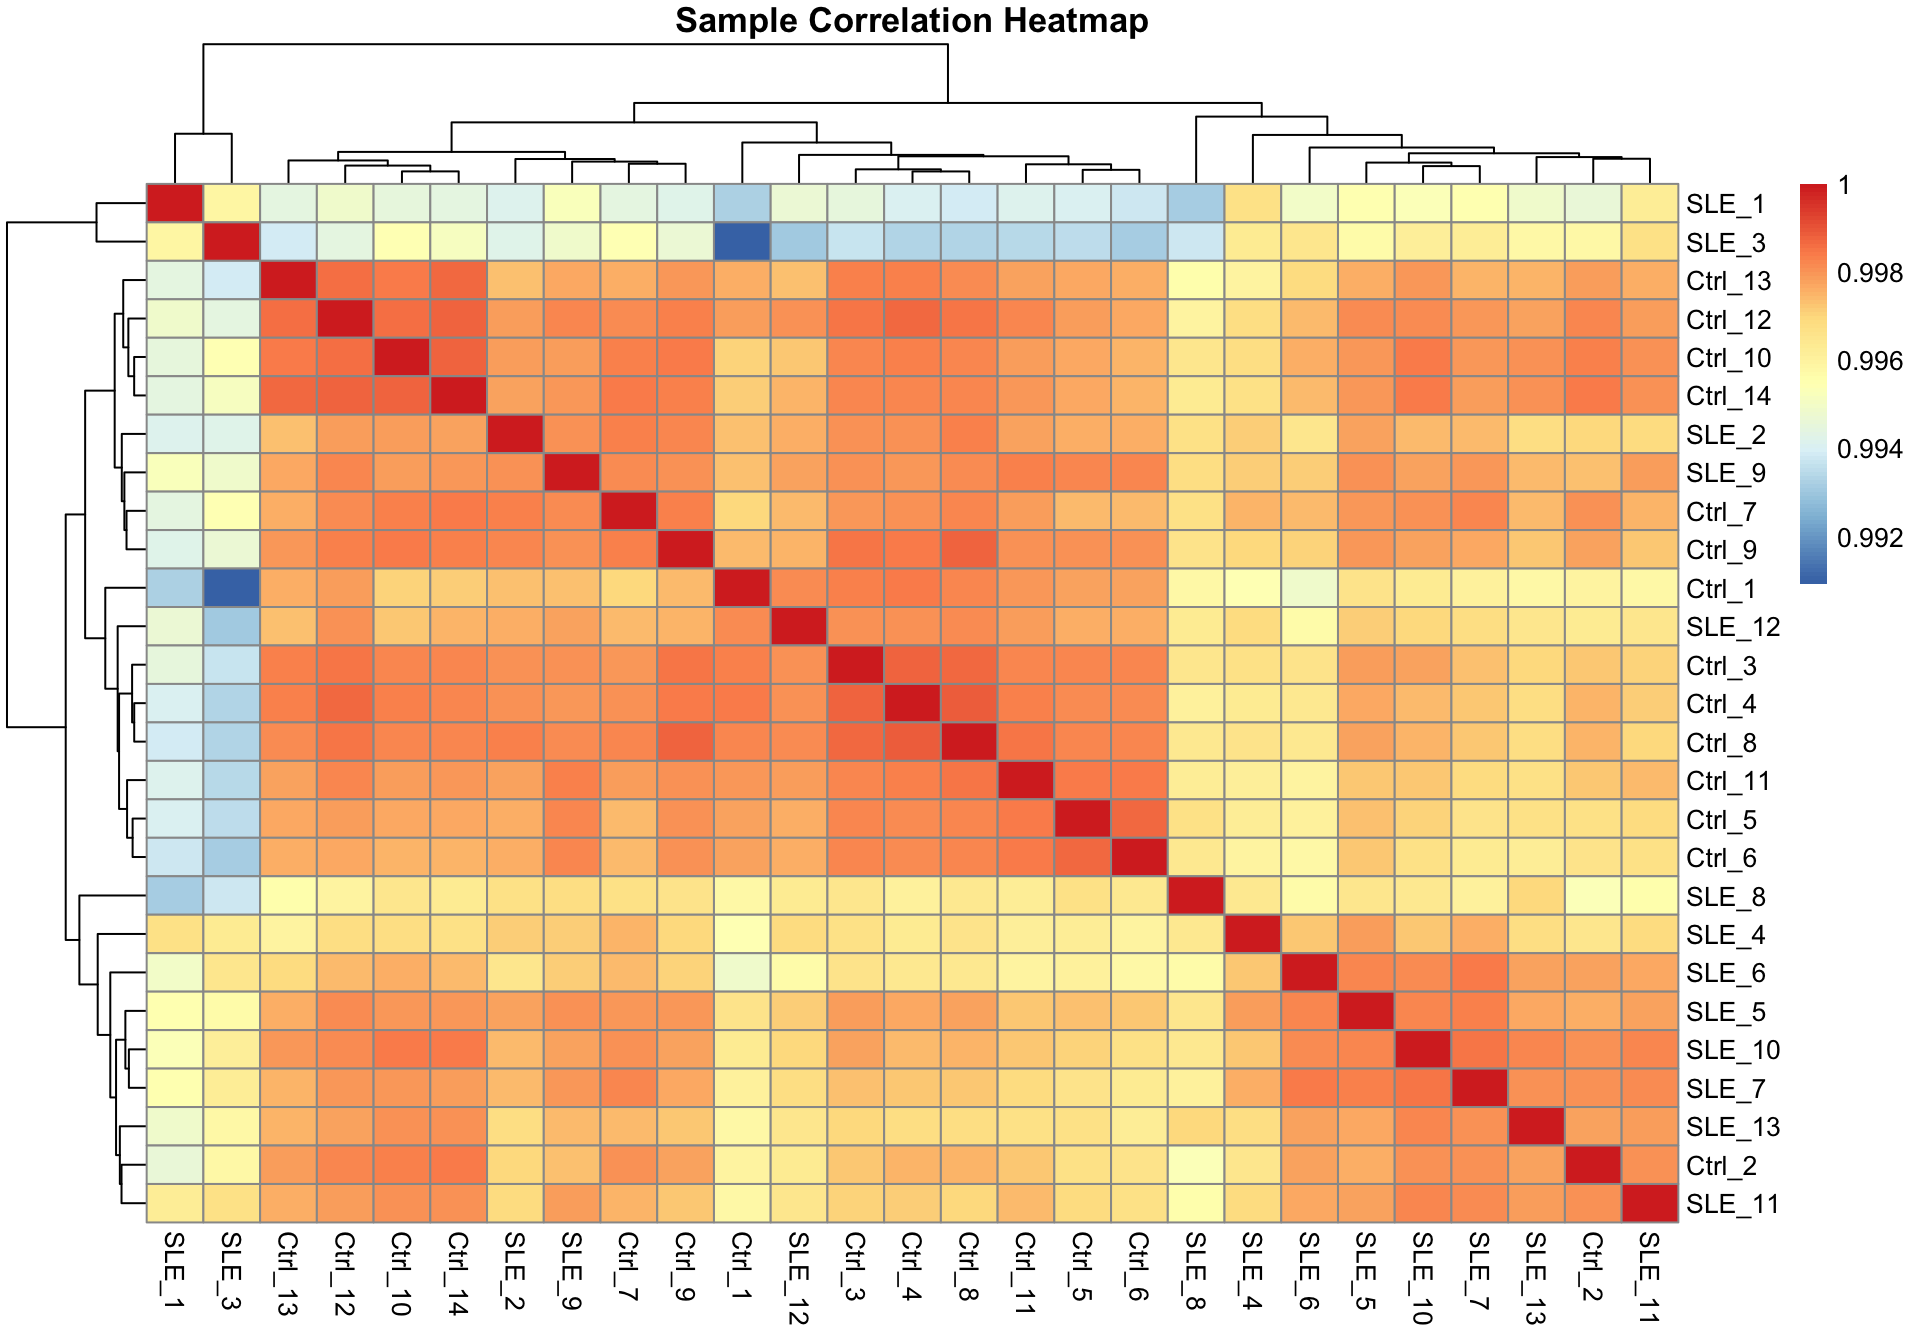 Sample Correlation Heatmap
SLE_1
SLE_3
Ctrl_13
Ctrl_12
Ctrl_10
Ctrl_14
SLE_2
SLE_9
Ctrl_7
Ctrl_9
Ctrl_1
SLE_12
Ctrl_3
Ctrl_4
Ctrl_8
Ctrl_11
Ctrl_5
Ctrl_6
SLE_8
SLE_4
SLE_6
SLE_5
SLE_10
SLE_7
SLE_13
Ctrl_2
SLE_11
1
0.998
0.996
0.994
0.992
SLE_1
SLE_3
Ctrl_13
Ctrl_12
Ctrl_10
Ctrl_14
SLE_2
SLE_9
Ctrl_7
Ctrl_9
Ctrl_1
SLE_12
Ctrl_3
Ctrl_4
Ctrl_8
Ctrl_11
Ctrl_5
Ctrl_6
SLE_8
SLE_4
SLE_6
SLE_5
SLE_10
SLE_7
SLE_13
Ctrl_2
SLE_11